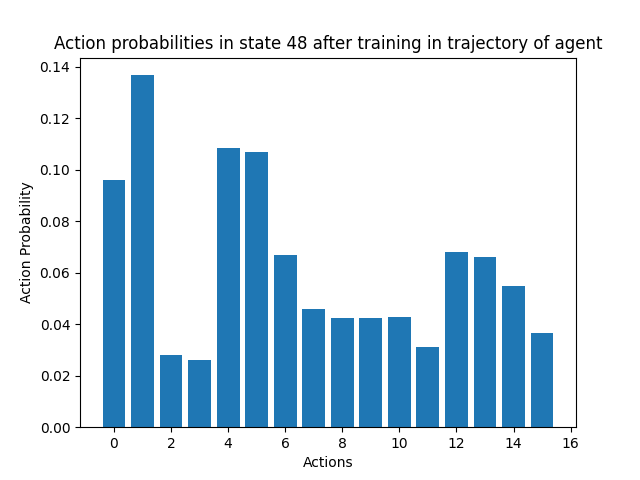 Action probabilities in state 48 after training in trajectory of agent
0.14
0.12
0.10
0.08
0.06
0.04
0.02
0.00
Action Probability
0 2 4 6 8 10 12 14 16
Actions